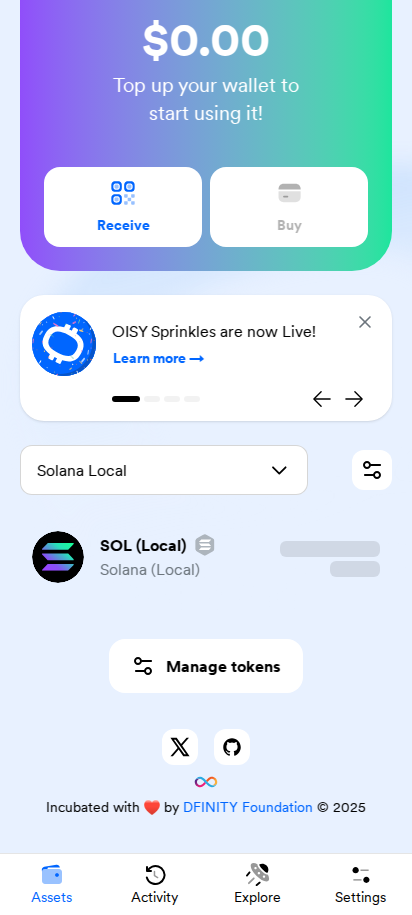 $0.00
Top up your wallet to
start using it!
Receive
Buy
OISY Sprinkles are now Live!
Learn more →
Solana Local
SOL (Local)
Solana (Local)
Manage tokens
Incubated with ❤️ by DFINITY Foundation © 2025
Assets
Activity
Explore
Settings